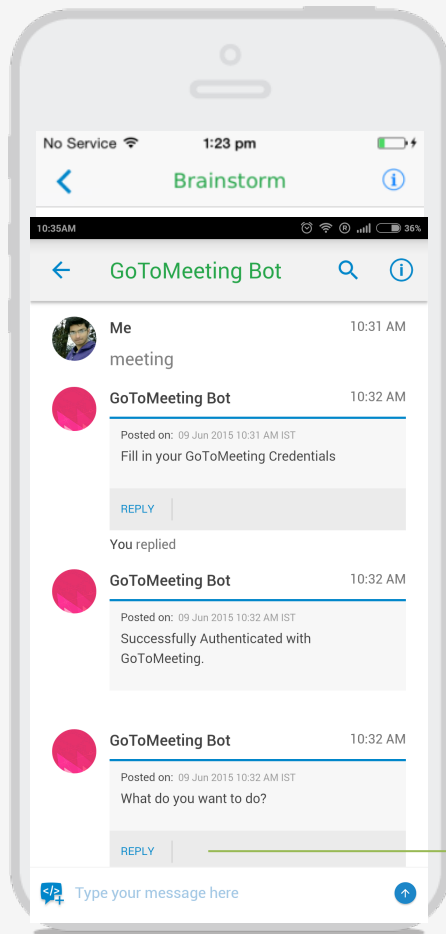 No Service 1:23 pm
Brainstorm
10:35AM R 36%
GoToMeeting Bot
Me 10:31 AM
meeting
GoToMeeting Bot 10:32 AM
Posted on: 09 Jun 2015 10:31 AM IST
Fill in your GoToMeeting Credentials
REPLY
You replied
GoToMeeting Bot 10:32 AM
Posted on: 09 Jun 2015 10:32 AM IST
Successfully Authenticated with
GoToMeeting.
GoToMeeting Bot 10:32 AM
Posted on: 09 Jun 2015 10:32 AM IST
What do you want to do?
REPLY
Type your message here